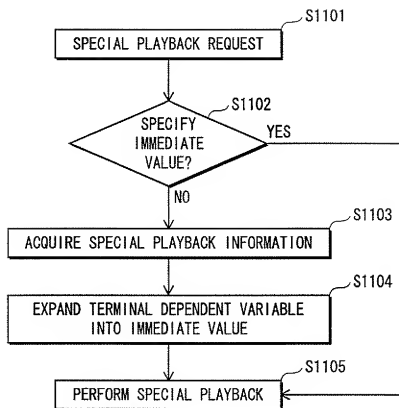 S1101
SPECIAL PLAYBACK REQUEST
S1102
SPECIFY
IMMEDIATE
VALUE?
YES
NO
S1103
ACQUIRE SPECIAL PLAYBACK INFORMATION
S1104
EXPAND TERMINAL DEPENDENT VARIABLE
INTO IMMEDIATE VALUE
S1105
PERFORM SPECIAL PLAYBACK